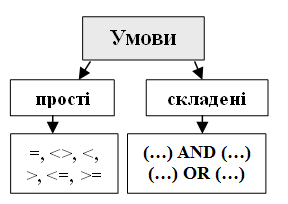 Умови
прості
складені
=, <>, <,
>, <=, >=
(…) AND (…)
(…) OR (…)